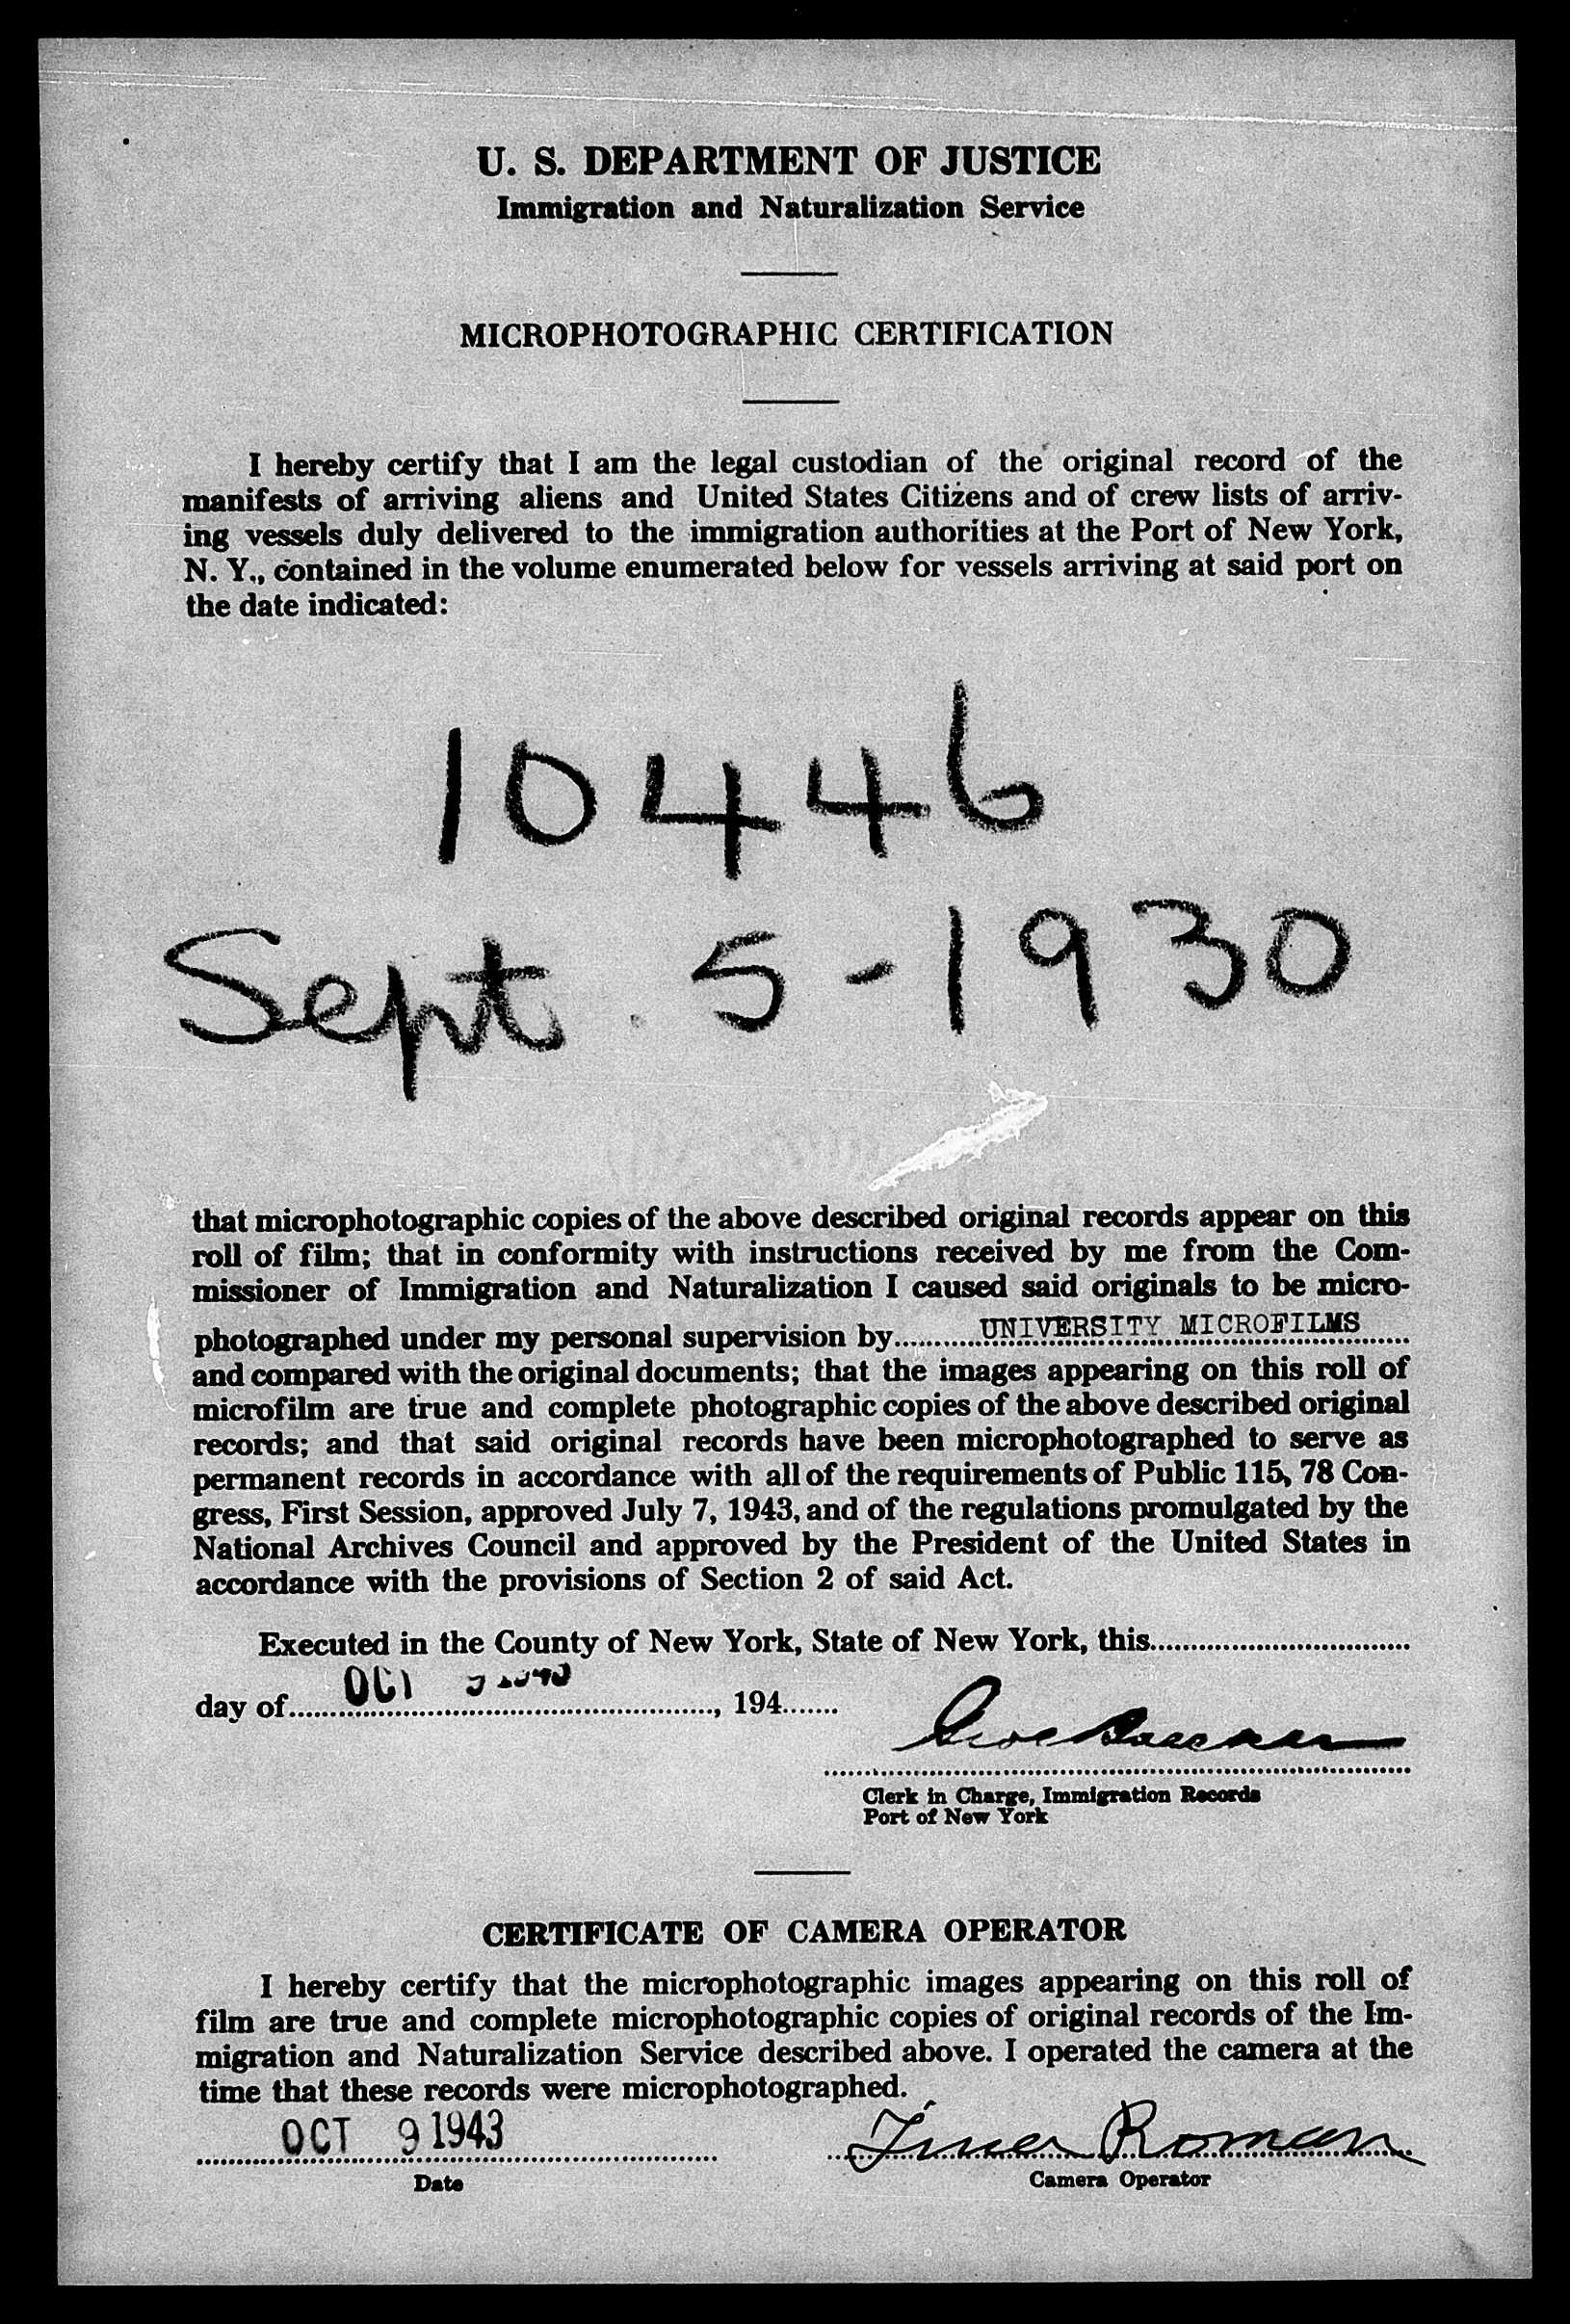 U. S. DEPARTMENT OF JUSTICE
Immigration and Naturalization Service
MICROPHOTOGRAPHIC CERTIFICATION
I hereby certify that I am the legal custodian of the original record of the
manifests of arriving aliens and United States Citizens and of crew lists of arriv-
ing vessels duly delivered to the immigration authorities at the Port of New York,
N. Y., contained in the volume enumerated below for vessels arriving at said port on
the date indicated:
10446
Sept. 5-1930
that microphotographic copies of the above described original records appear on this
roll of film; that in conformity with instructions received by me from the Com-
missioner of Immigration and Naturalization I caused said originals to be micro-
photographed under my personal supervision by..........UNIVERSITY MICROFILMS
and compared with the original documents; that the images appearing on this roll of
microfilm are true and complete photographic copies of the above described original
records; and that said original records have been microphotographed to serve as
permanent records in accordance with all of the requirements of Public 115, 78 Con-
gress, First Session, approved July 7, 1943, and of the regulations promulgated by the
National Archives Council and approved by the President of the United States in
accordance with the provisions of Section 2 of said Act.
Executed in the County of New York, State of New York, this
day of OCT , 194
Clerk in Charge, Immigration Records
Port of New York
CERTIFICATE OF CAMERA OPERATOR
I hereby certify that the microphotographic images appearing on this roll of
film are true and complete microphotographic copies of original records of the Im-
migration and Naturalization Service described above. I operated the camera at the
time that these records were microphotographed.
OCT 9 1943 Roman
Date
Camera Operator